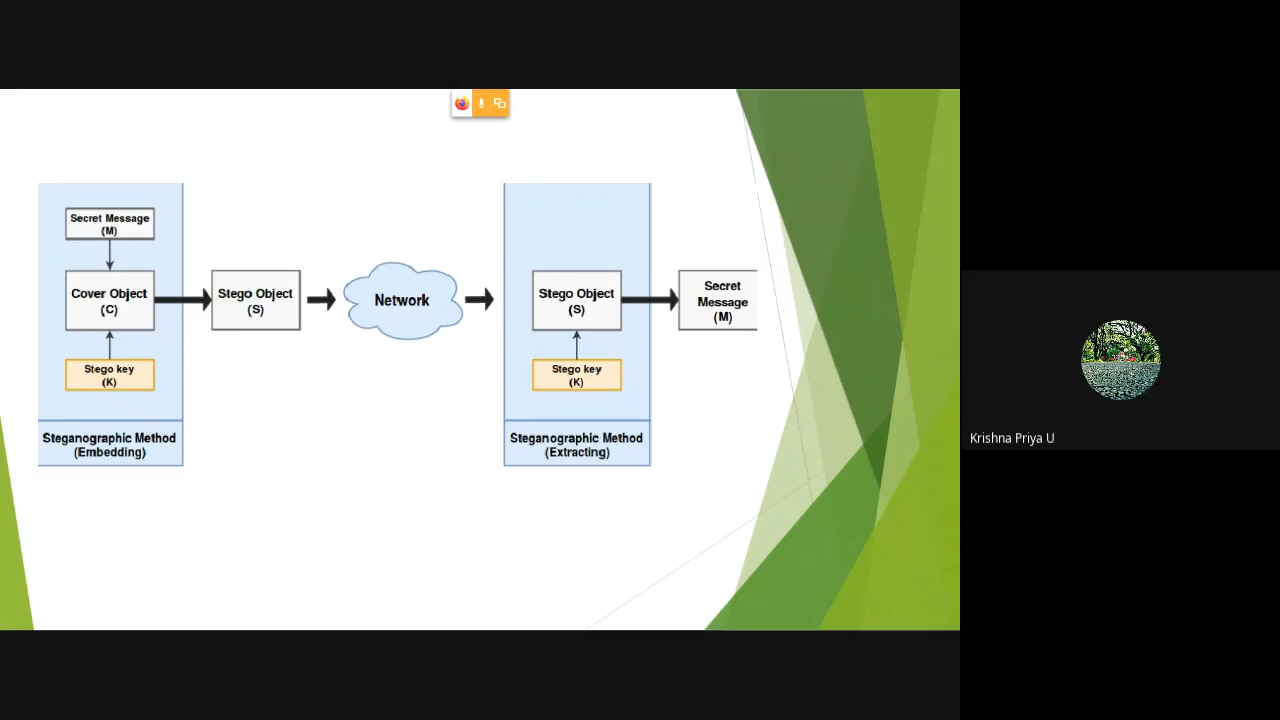 Secret Message
(M)
Cover Object
(C)
Stego key
(K)
Steganographic Method
(Embedding)
Stego Object
(S)
Network
Stego Object
(S)
Stego key
(K)
Steganographic Method
(Extracting)
Secret
Message
(M)
Krishna Priya U